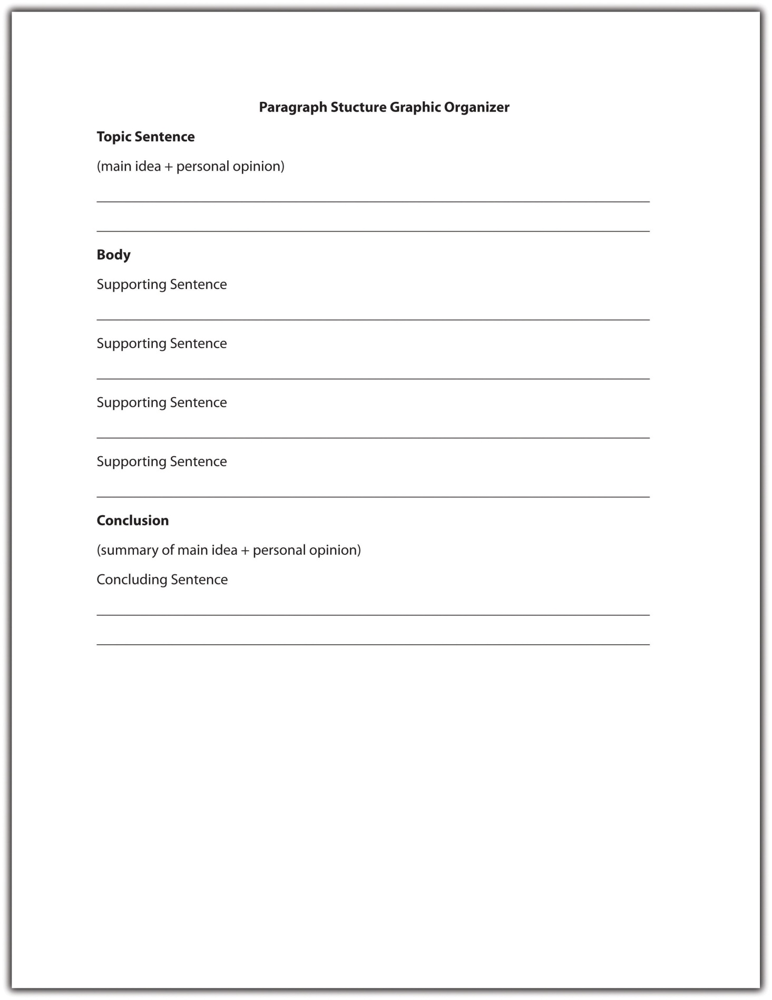 Paragraph Stucture Graphic Organizer
Topic Sentence
(main idea + personal opinion)
Body
Supporting Sentence
Supporting Sentence
Supporting Sentence
Supporting Sentence
Conclusion
(summary of main idea + personal opinion)
Concluding Sentence